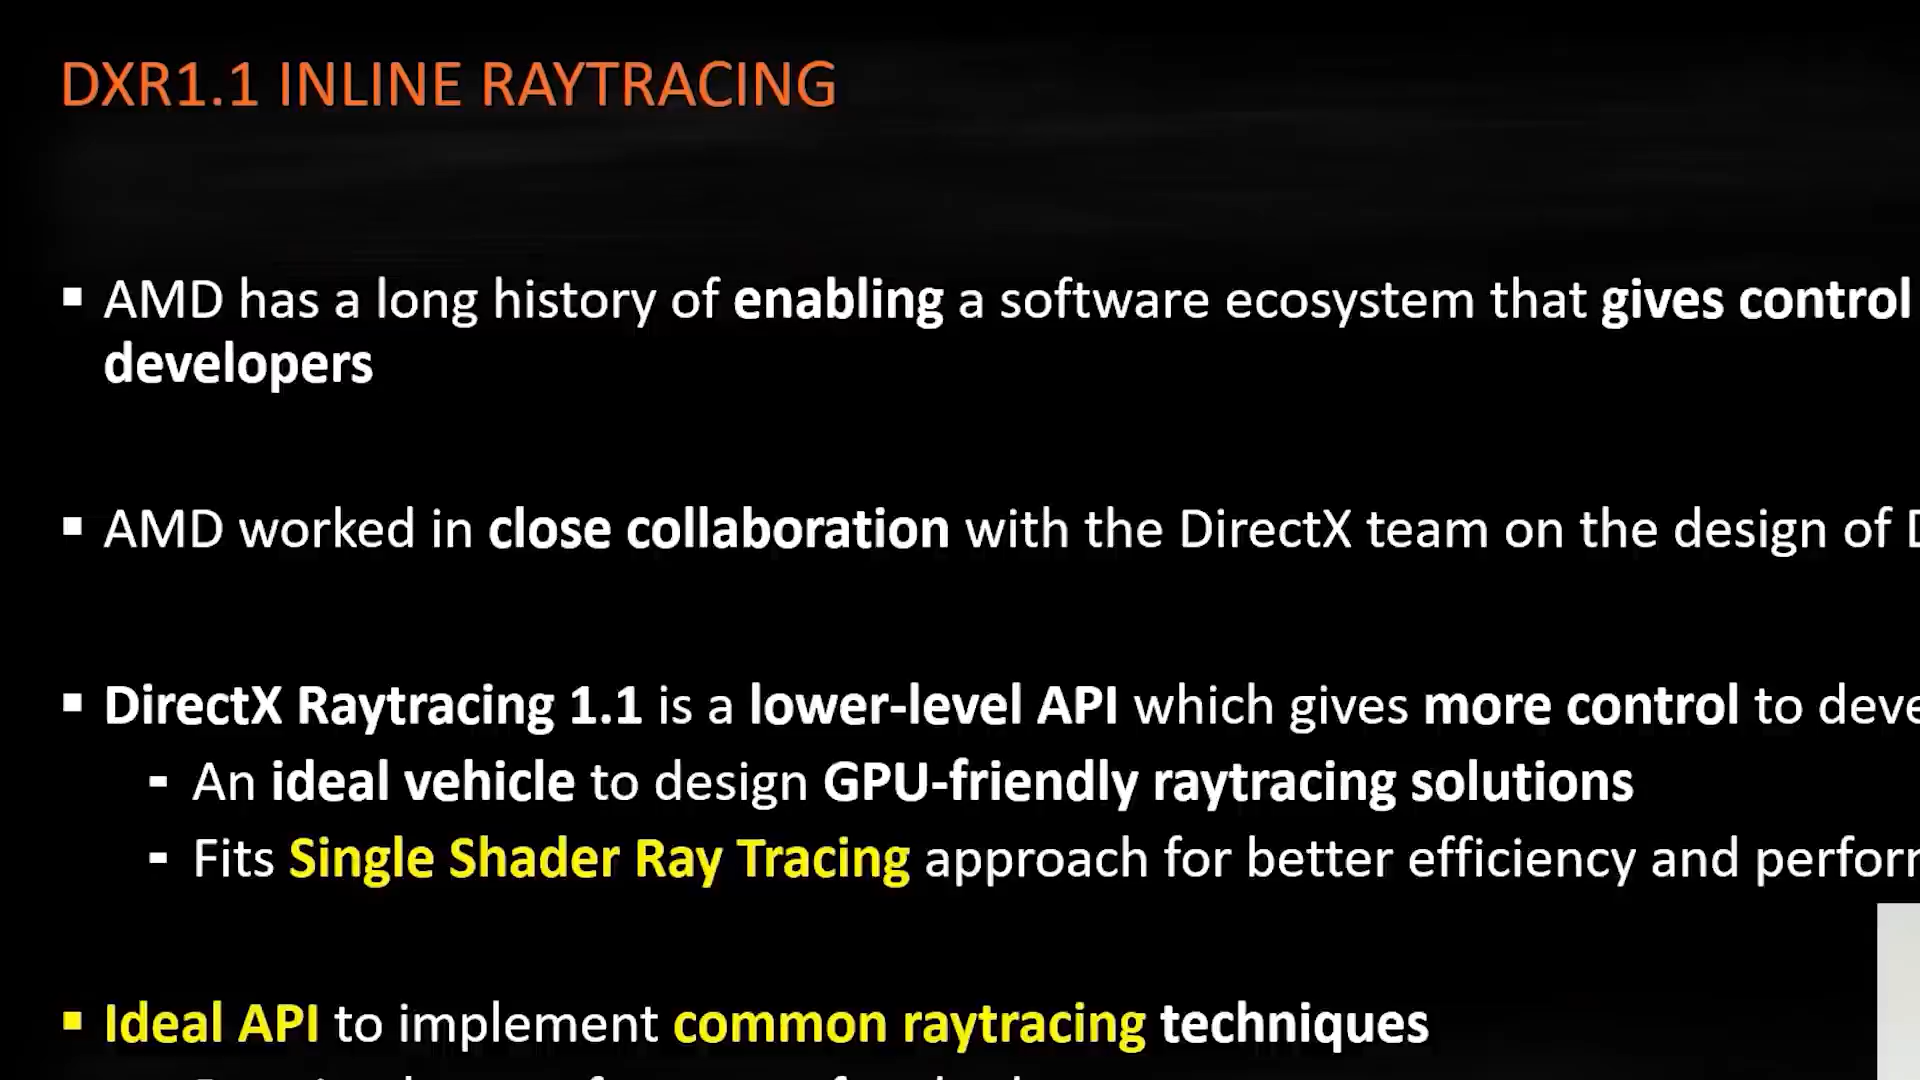 DXR1.1 INLINE RAYTRACING
▪ AMD has a long history of enabling a software ecosystem that gives control
developers
▪ AMD worked in close collaboration with the DirectX team on the design of
▪ DirectX Raytracing 1.1 is a lower-level API which gives more control to
- An ideal vehicle to design GPU-friendly raytracing solutions
- Fits Single Shader Ray Tracing approach for better efficiency and
▪ Ideal API to implement common raytracing techniques